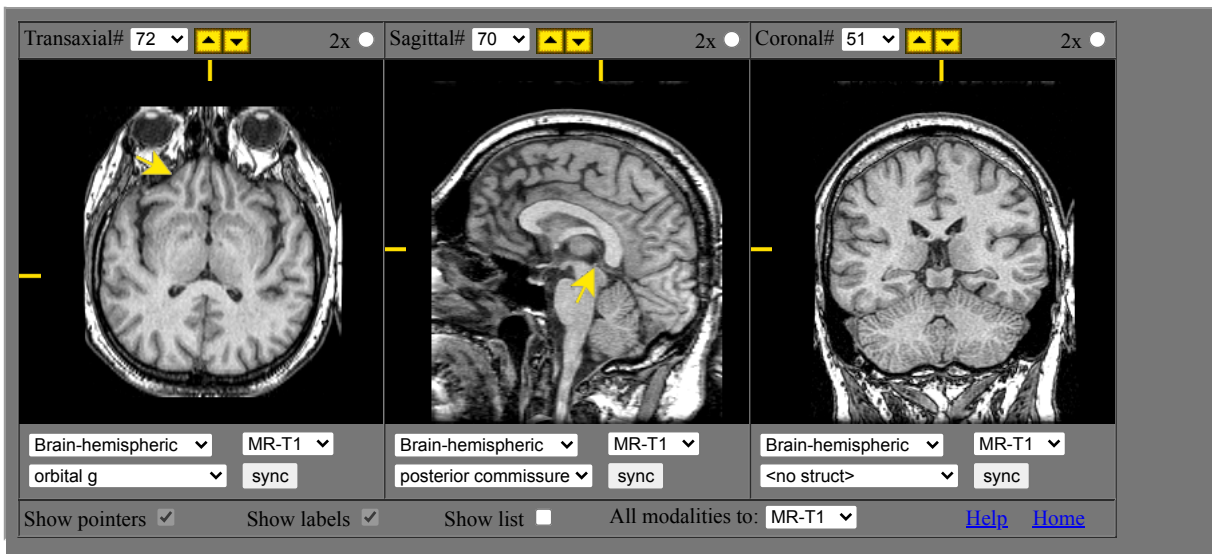 Transaxial# 72 2x Sagittal# 70 2x Coronal# 51 2x
Brain-hemispheric MR-T1 Brain-hemispheric MR-T1 Brain-hemispheric MR-T1
orbital g sync posterior commissure sync <no struct> sync
Show pointers Show labels Show list All modalities to: MR-T1 Help Home